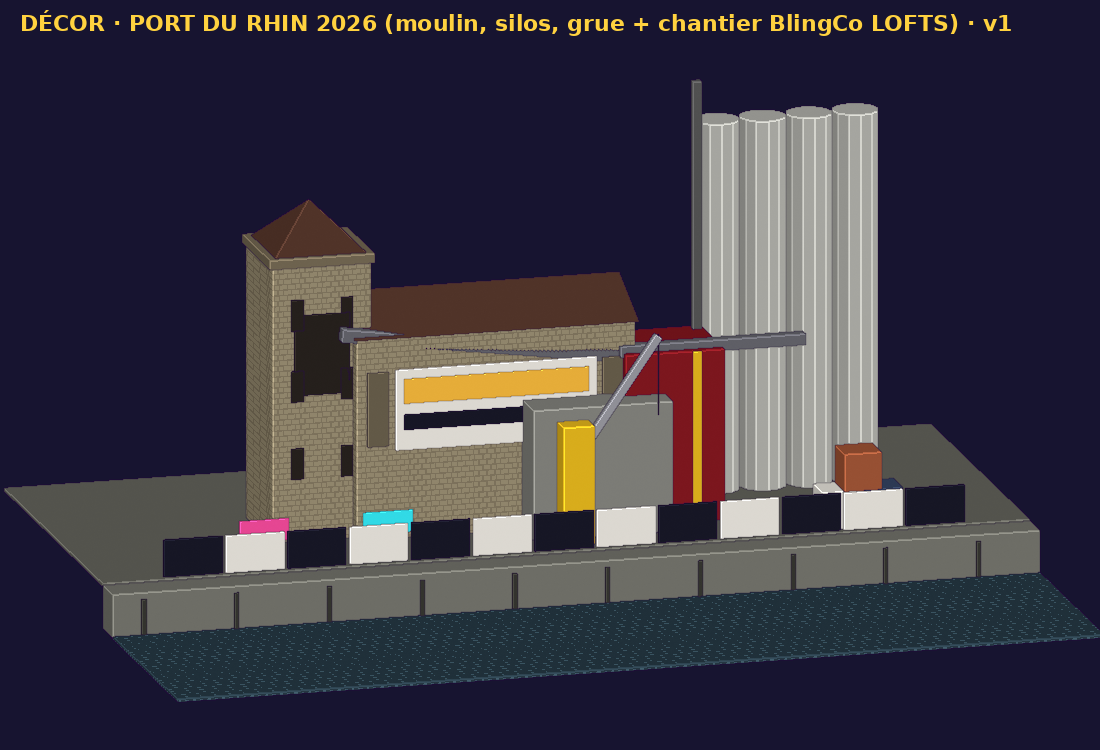 DÉCOR · PORT DU RHIN 2026 (moulin, silos, grue + chantier BlingCo LOFTS) · v1